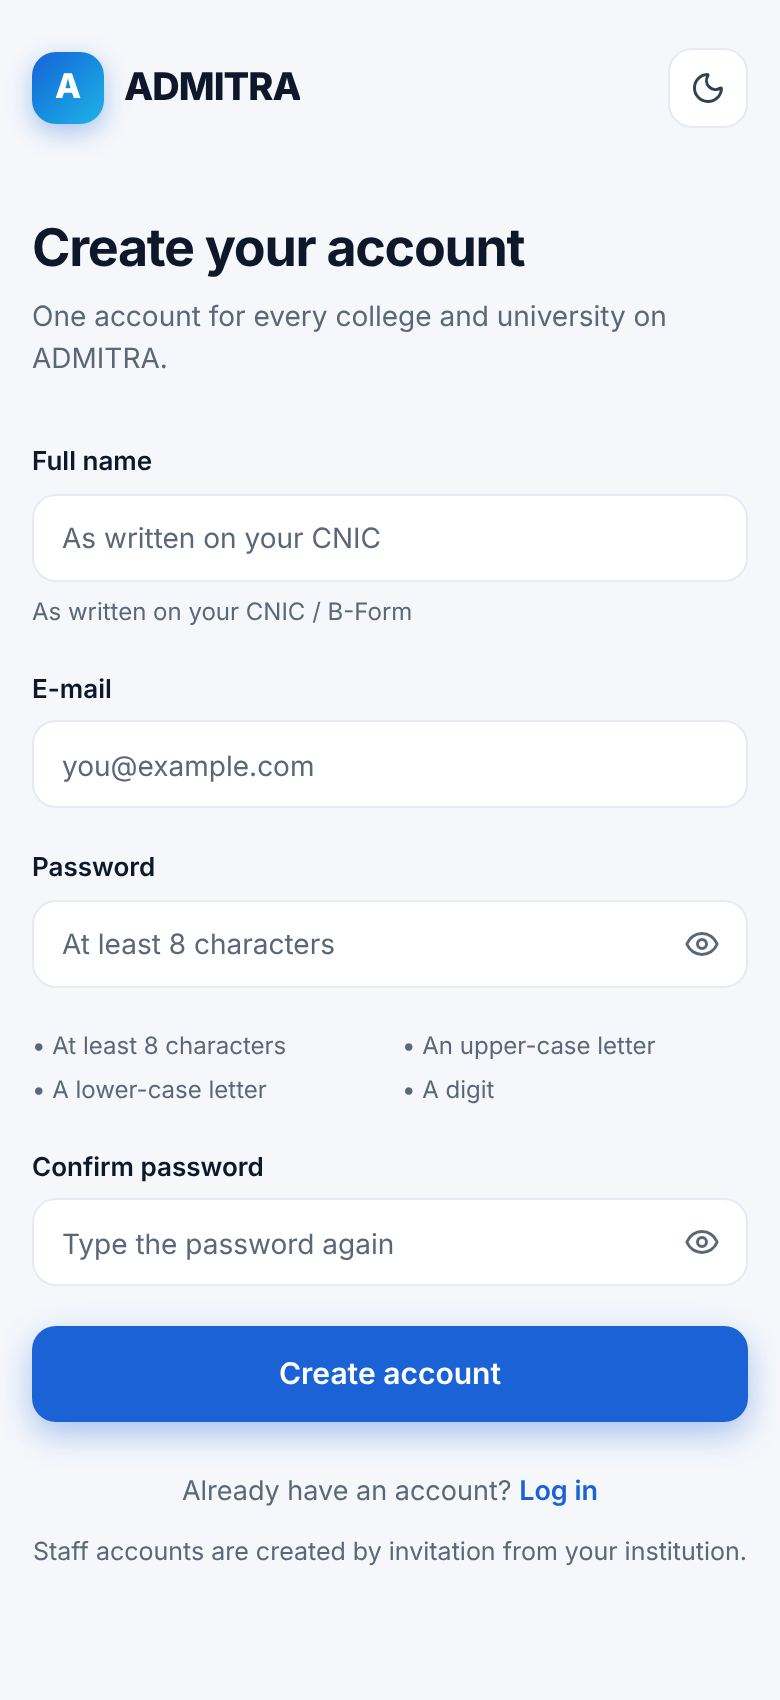 A ADMITRA
Create your account
One account for every college and university on
ADMITRA.
Full name
As written on your CNIC
As written on your CNIC / B-Form
E-mail
you@example.com
Password
At least 8 characters
• At least 8 characters • An upper-case letter
• A lower-case letter • A digit
Confirm password
Type the password again
Create account
Already have an account? Log in
Staff accounts are created by invitation from your institution.